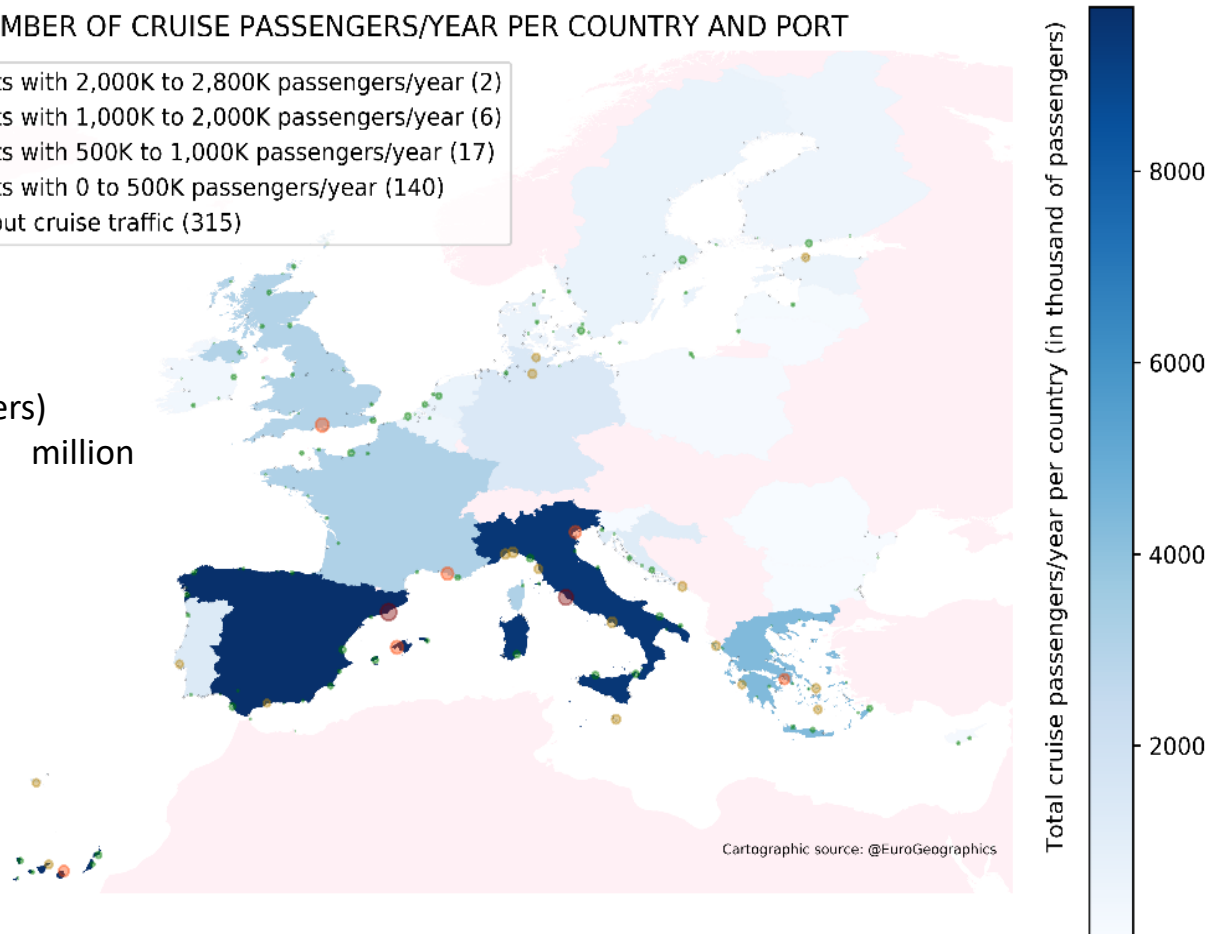 MBER OF CRUISE PASSENGERS/YEAR PER COUNTRY AND PORT
ts with 2,000K to 2,800K passengers/year (2)
ts with 1,000K to 2,000K passengers/year (6)
ts with 500K to 1,000K passengers/year (17)
ts with 0 to 500K passengers/year (140)
out cruise traffic (315)
ers)
million
Cartographic source: @EuroGeographics
Total cruise passengers/year per country (in thousand of passengers)
8000
6000
4000
2000